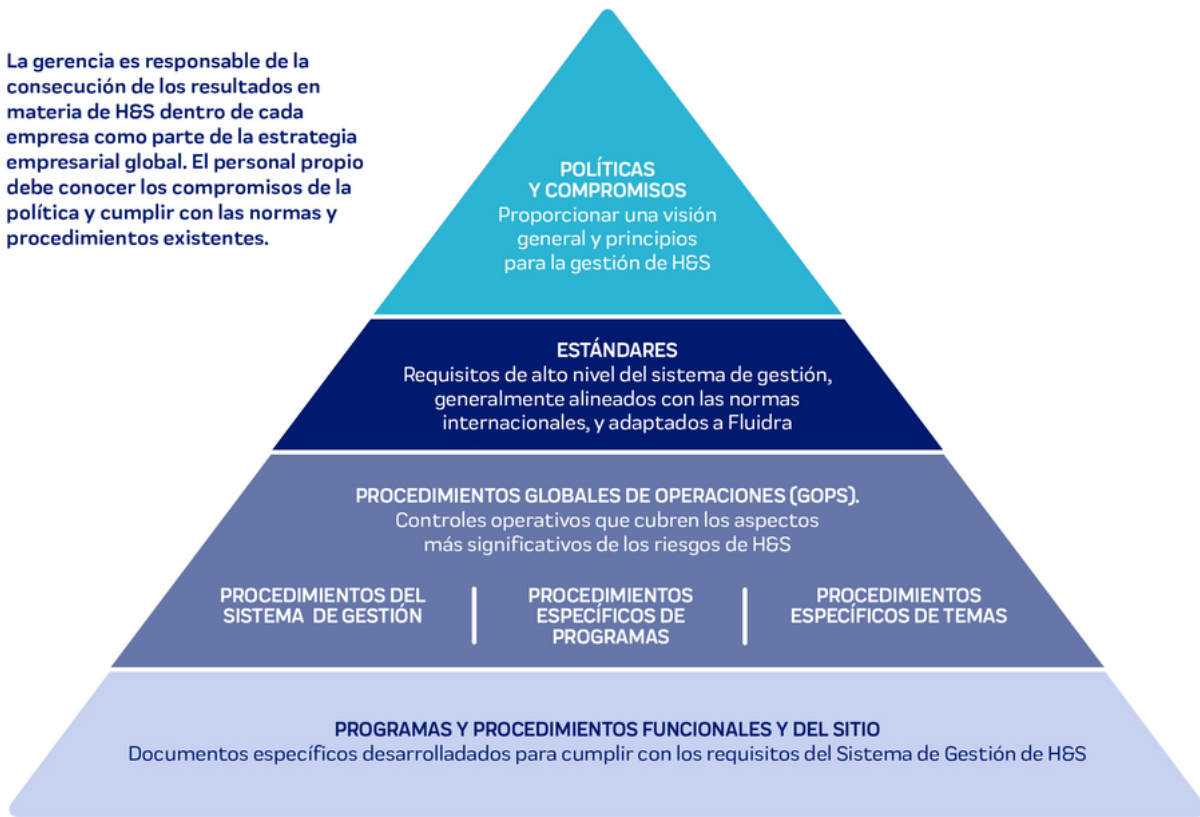 La gerencia es responsable de la
consecución de los resultados en
materia de H&S dentro de cada
empresa como parte de la estrategia
empresarial global. El personal propio
debe conocer los compromisos de la
política y cumplir con las normas y
procedimientos existentes.
POLÍTICAS
Y COMPROMISOS
Proporcionar una visión
general y principios
para la gestión de H&S
ESTÁNDARES
Requisitos de alto nivel del sistema de gestión,
generalmente alineados con las normas
internacionales, y adaptados a Fluidra
PROCEDIMIENTOS GLOBALES DE OPERACIONES (GOPS).
Controles operativos que cubren los aspectos
más significativos de los riesgos de H&S
PROCEDIMIENTOS DEL
SISTEMA DE GESTIÓN
PROCEDIMIENTOS
ESPECÍFICOS DE
PROGRAMAS
PROCEDIMIENTOS
ESPECÍFICOS DE TEMAS
PROGRAMAS Y PROCEDIMIENTOS FUNCIONALES Y DEL SITIO
Documentos específicos desarrolladados para cumplir con los requisitos del Sistema de Gestión de H&S